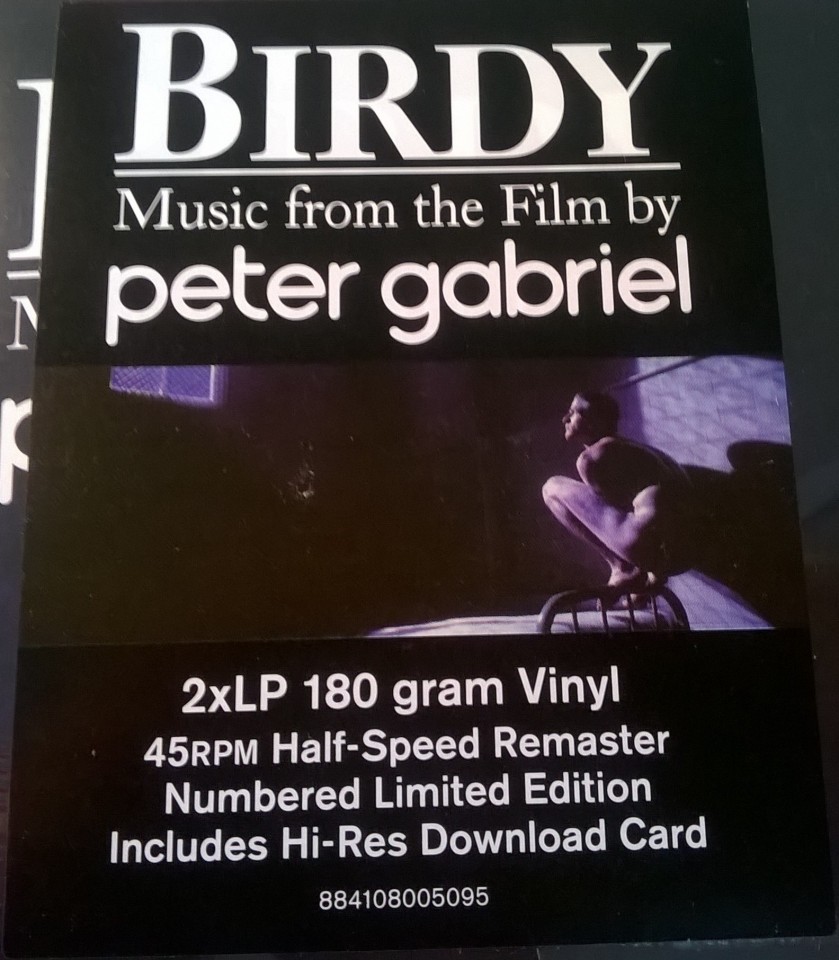 BIRDY
Music from the Film by
peter gabriel
2xLP 180 gram Vinyl
45RPM Half-Speed Remaster
Numbered Limited Edition
Includes Hi-Res Download Card
884108005095